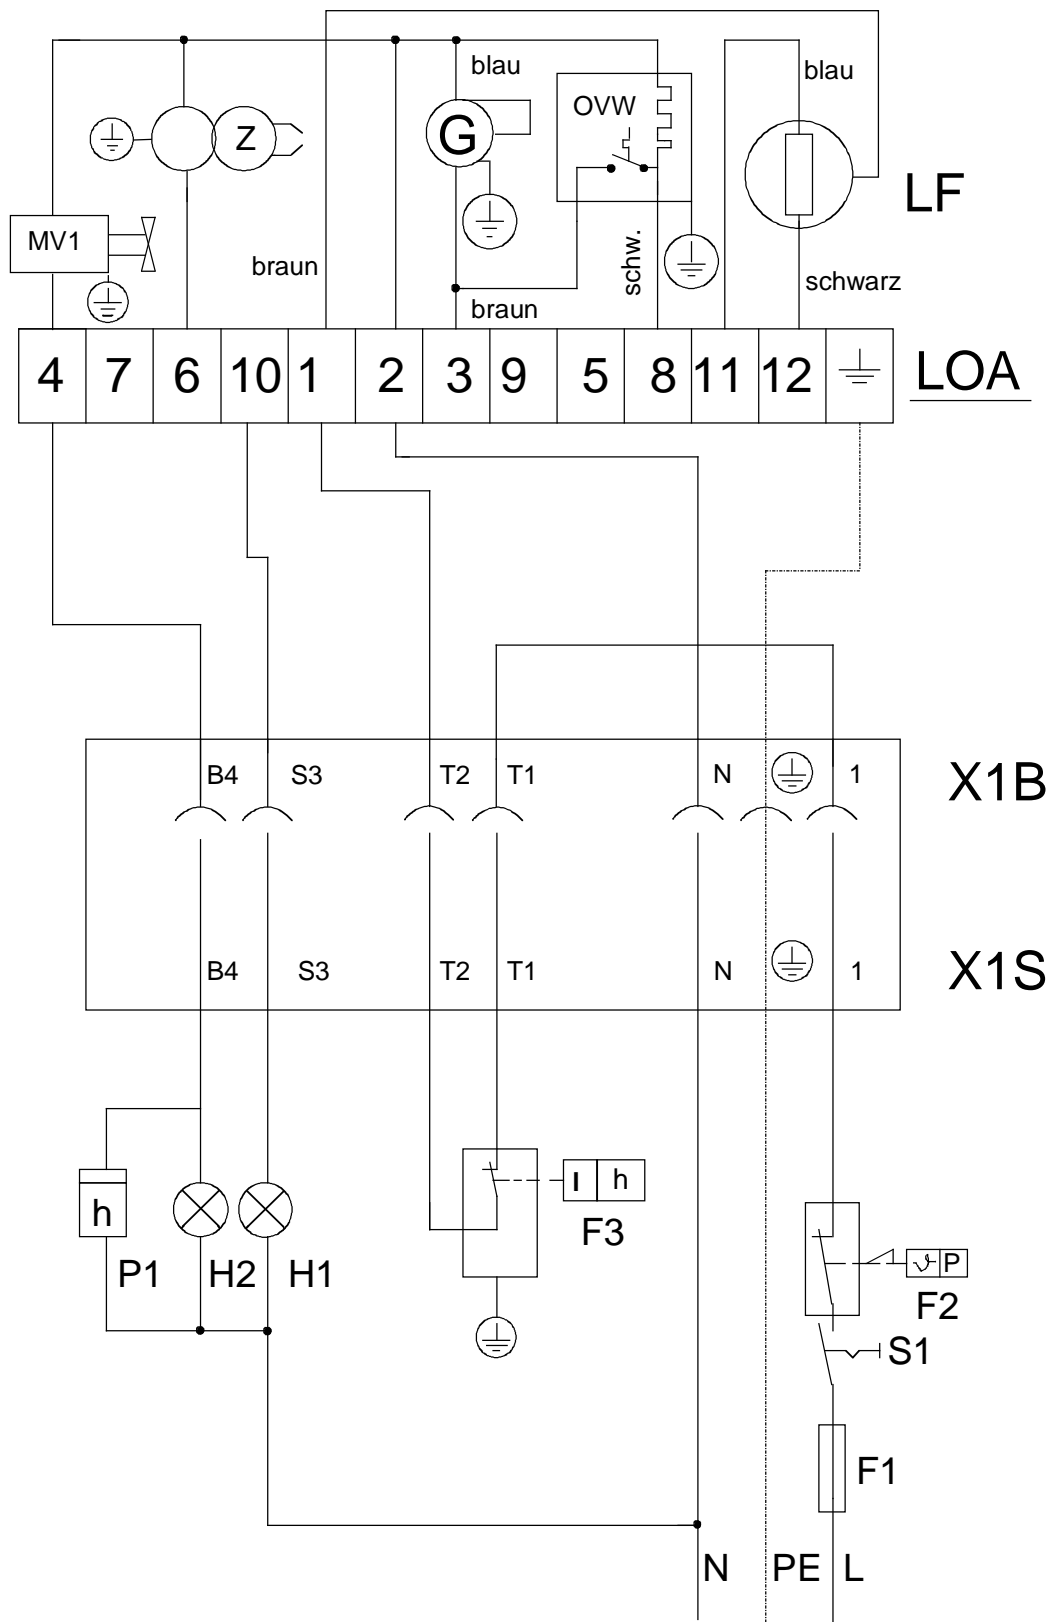 blau
OVW
blau
Z
G
LF
MV1
braun
schw.
schwarz
braun
4 7 6 10 1 2 3 9 5 8 11 12 LOA
B4 S3 T2 T1 N 1 X1B
B4 S3 T2 T1 N 1 X1S
h
I h
P1 H2 H1 F3
P
F2
S1
F1
N PE L